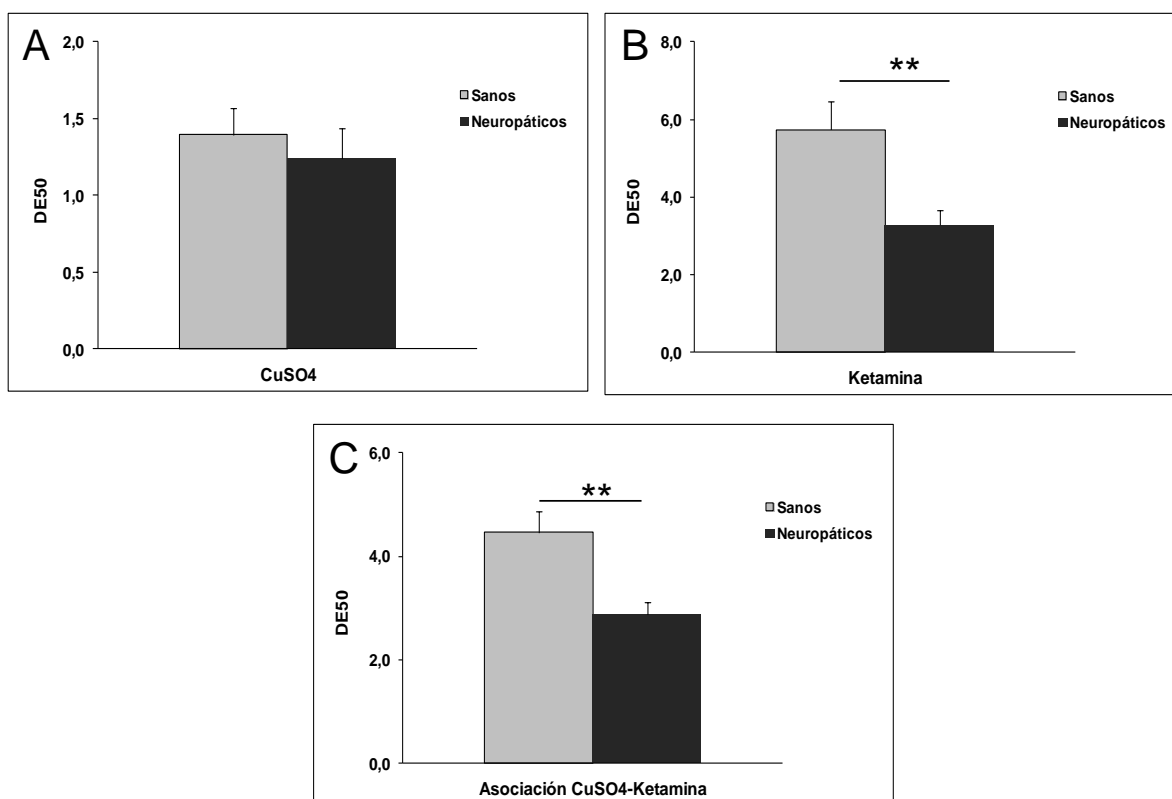 A
2,0
1,5
1,0
0,5
0,0
DE50
CuSO4
Sanos
Neuropáticos
B
8,0
6,0
4,0
2,0
0,0
DE50
**
Ketamina
Sanos
Neuropáticos
C
6,0
4,0
2,0
0,0
DE50
**
Asociación CuSO4-Ketamina
Sanos
Neuropáticos